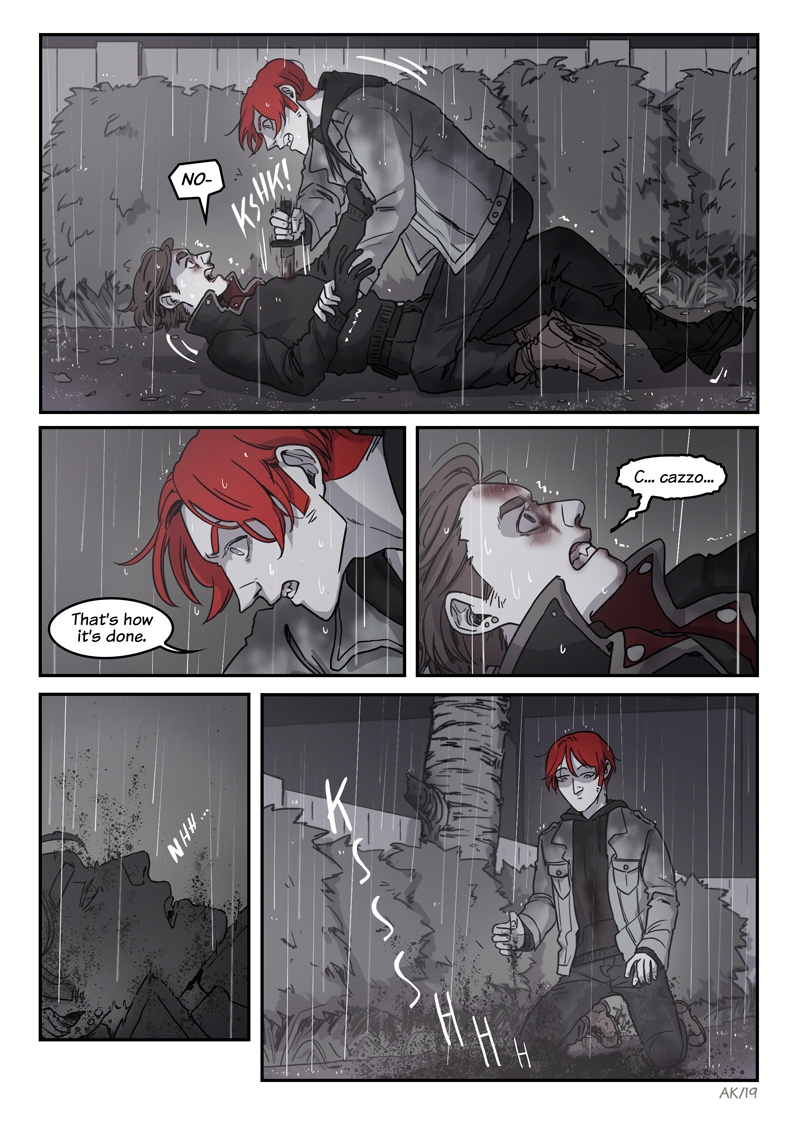 NO-
KSHK!
That's how
it's done.
C... cazzo...
NHH...
KSSSHHH
AK/19